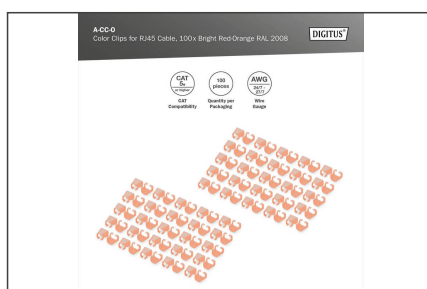 A-CC-O
Color Clips for RJ45 Cable, 100x Bright Red-Orange RAL 2008
DIGITUS®
CAT
5e
or higher
CAT
Compatibility
100
pieces
Quantity per
Packaging
AWG
24/7 -
27/7
Wire
Gauge